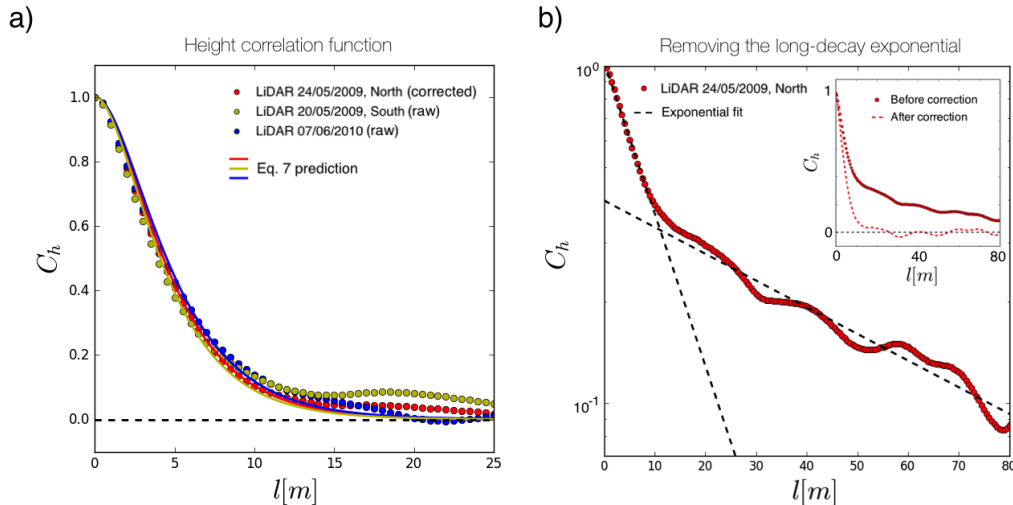 a)
Height correlation function
LiDAR 24/05/2009, North (corrected)
LiDAR 20/05/2009, South (raw)
LiDAR 07/06/2010 (raw)
Eq. 7 prediction
1.0
0.8
0.6
0.4
0.2
0.0
C_h
0 5 10 15 20 25
l[m]
b)
Removing the long-decay exponential
LiDAR 24/05/2009, North
Exponential fit
10^0
10^{-1}
C_h
0 10 20 30 40 50 60 70 80
l[m]
Before correction
After correction
1
0
C_h
0 40 80
l[m]